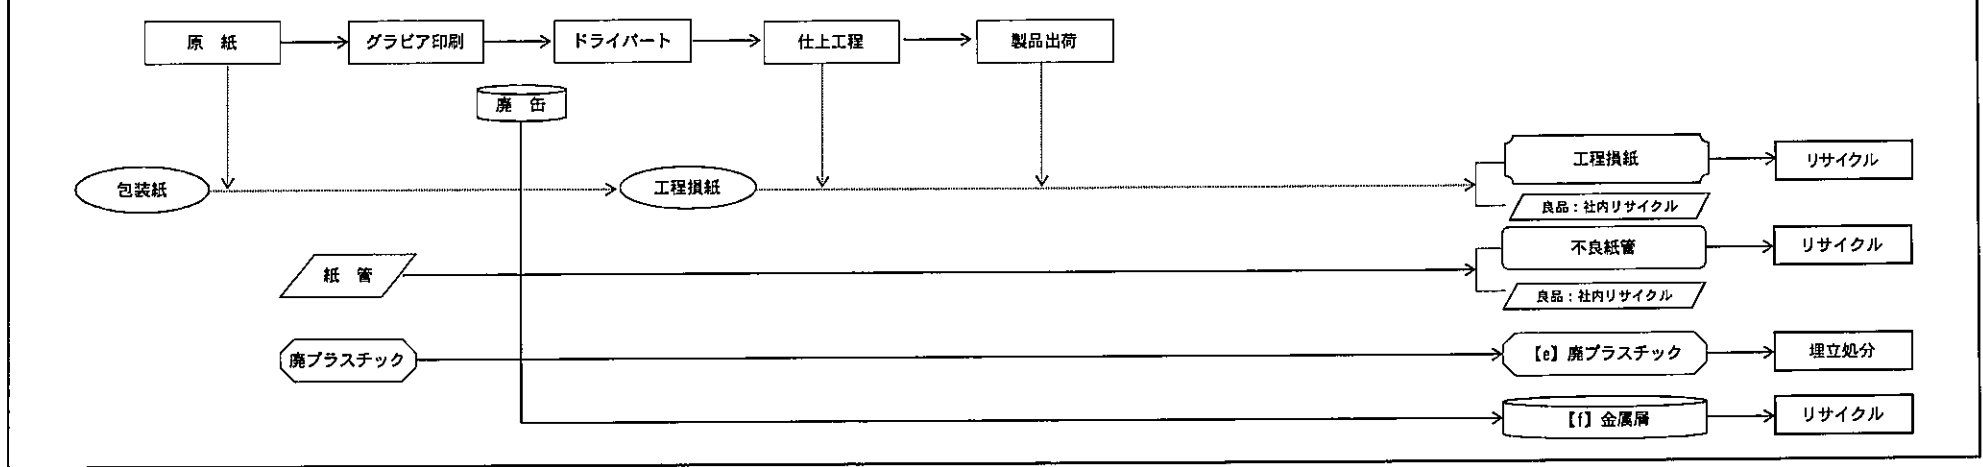 原 紙
グラビア印刷
ドライパート
仕上工程
製品出荷
廃 缶
包装紙
工程損紙
工程損紙
リサイクル
良品：社内リサイクル
紙 管
不良紙管
リサイクル
良品：社内リサイクル
廃プラスチック
【e】廃プラスチック
埋立処分
【f】金属屑
リサイクル